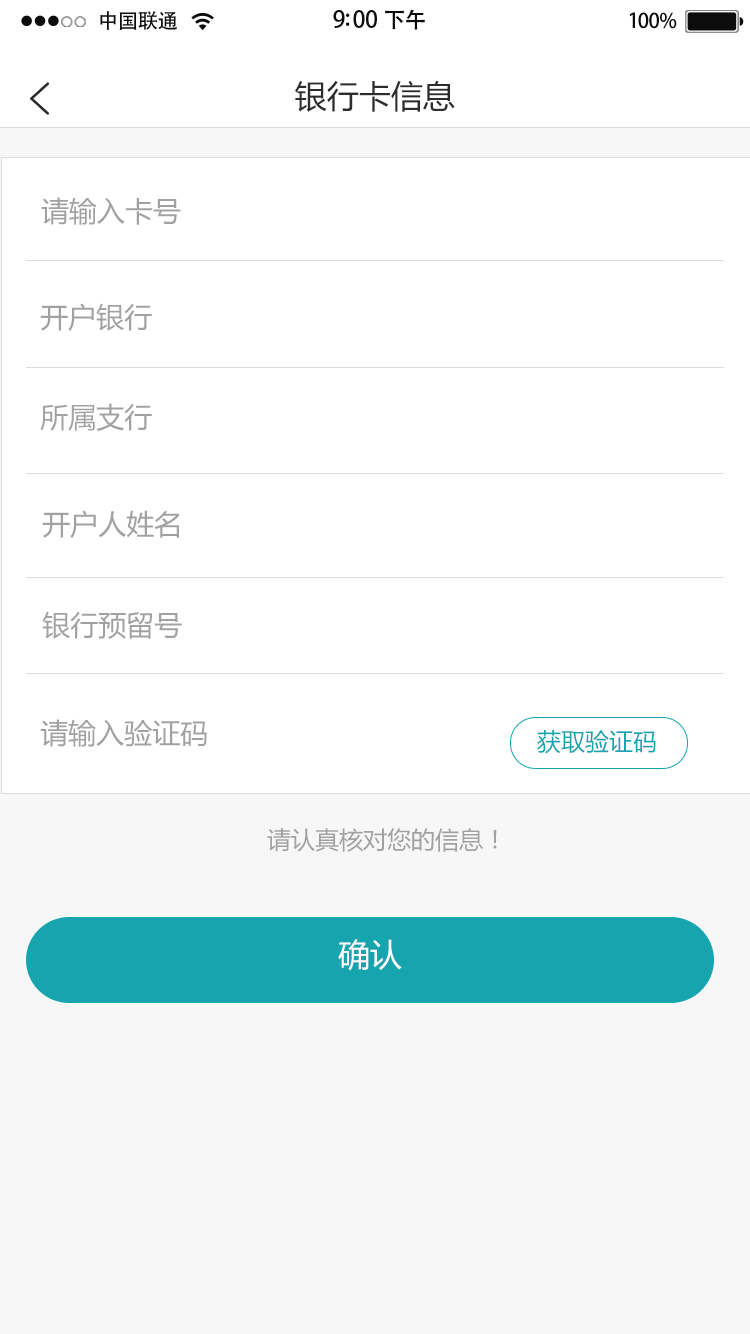 中国联通 9:00 下午 100%
银行卡信息
请输入卡号
开户银行
所属支行
开户人姓名
银行预留号
请输入验证码 获取验证码
请认真核对您的信息！
确认